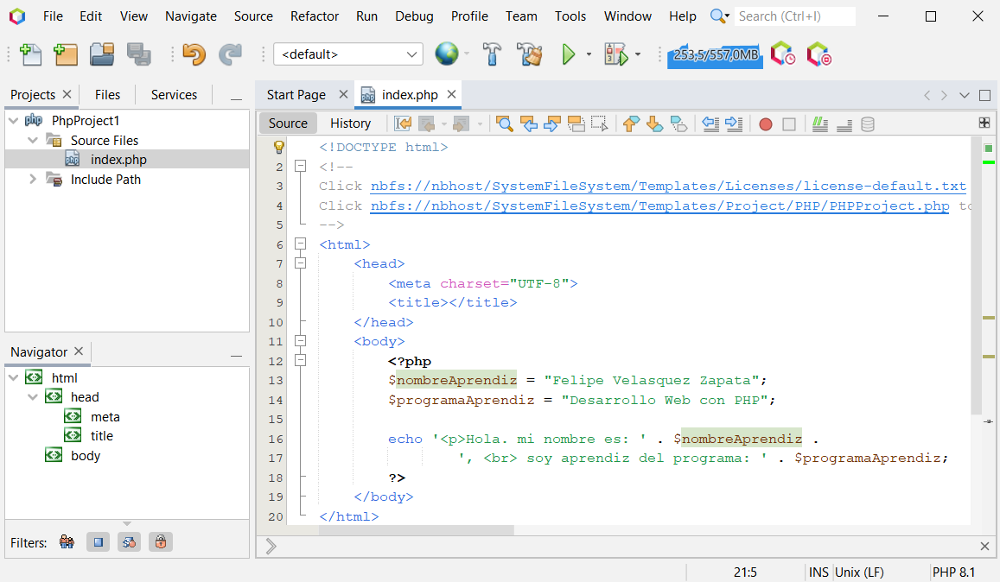 File Edit View Navigate Source Refactor Run Debug Profile Team Tools Window Help Search (Ctrl+I)
<default> 253,5/557,0MB
Projects Files Services
PhpProject1
Source Files
index.php
Include Path
Navigator
html
head
meta
title
body
Filters:
Start Page index.php
Source History
<!DOCTYPE html>
2 <!--
3 Click nbfs://nbhost/SystemFileSystem/Templates/Licenses/license-default.txt
4 Click nbfs://nbhost/SystemFileSystem/Templates/Project/PHP/PHPProject.php to
5 -->
6 <html>
7 <head>
8 <meta charset="UTF-8">
9 <title></title>
10 </head>
11 <body>
12 <?php
13 $nombreAprendiz = "Felipe Velasquez Zapata";
14 $programaAprendiz = "Desarrollo Web con PHP";
15
16 echo '<p>Hola. mi nombre es: ' . $nombreAprendiz .
17 ', <br> soy aprendiz del programa: ' . $programaAprendiz;
18 ?>
19 </body>
20 </html>
21:5 INS Unix (LF) PHP 8.1